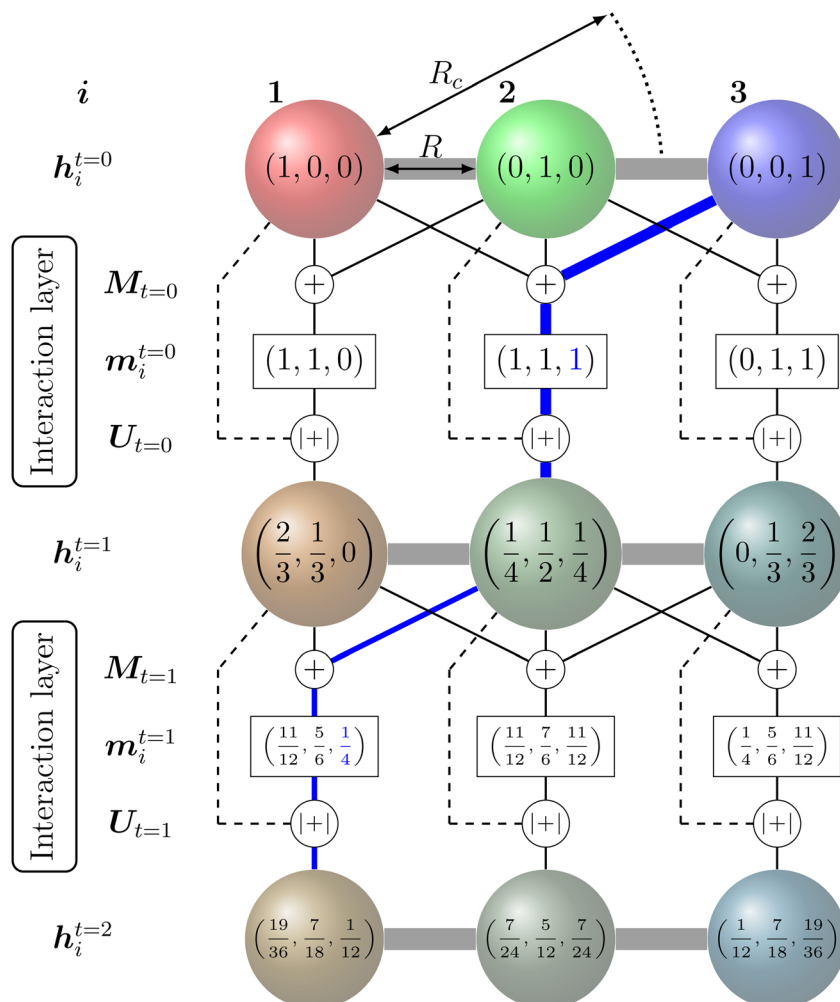 R_c
i 1 2 3
h_i^{t=0} (1, 0, 0) R (0, 1, 0) (0, 0, 1)
Interaction layer
M_{t=0} + + +
m_i^{t=0} (1, 1, 0) (1, 1, 1) (0, 1, 1)
U_{t=0} |+| |+| |+|
h_i^{t=1} (2/3, 1/3, 0) (1/4, 1/2, 1/4) (0, 1/3, 2/3)
Interaction layer
M_{t=1} + + +
m_i^{t=1} (11/12, 5/6, 1/4) (11/12, 7/6, 11/12) (1/4, 5/6, 11/12)
U_{t=1} |+| |+| |+|
h_i^{t=2} (19/36, 7/18, 1/12) (7/24, 5/12, 7/24) (1/12, 7/18, 19/36)